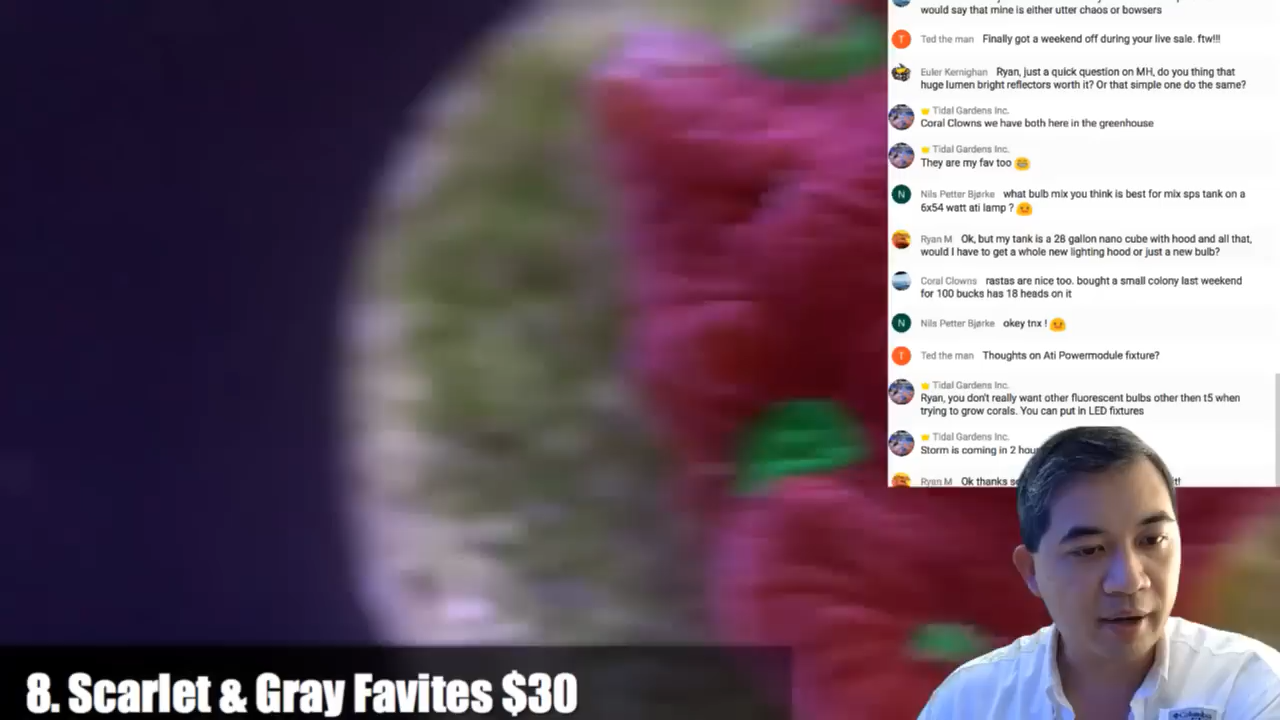 would say that mine is either utter chaos or bowsers
T Ted the man Finally got a weekend off during your live sale. ftw!!!
Euler Kernighan Ryan, just a quick question on MH, do you thing that
huge lumen bright reflectors worth it? Or that simple one do the same?
Tidal Gardens Inc.
Coral Clowns we have both here in the greenhouse
Tidal Gardens Inc.
They are my fav too
N Nils Petter Bjørke what bulb mix you think is best for mix sps tank on a
6x54 watt ati lamp ?
Ryan M Ok, but my tank is a 28 gallon nano cube with hood and all that,
would I have to get a whole new lighting hood or just a new bulb?
Coral Clowns rastas are nice too. bought a small colony last weekend
for 100 bucks has 18 heads on it
N Nils Petter Bjørke okey tnx !
T Ted the man Thoughts on Ati Powermodule fixture?
Tidal Gardens Inc.
Ryan, you don't really want other fluorescent bulbs other then t5 when
trying to grow corals. You can put in LED fixtures
Tidal Gardens Inc.
Storm is coming in 2 hou
Ryan M Ok thanks
8. Scarlet & Gray Favites $30